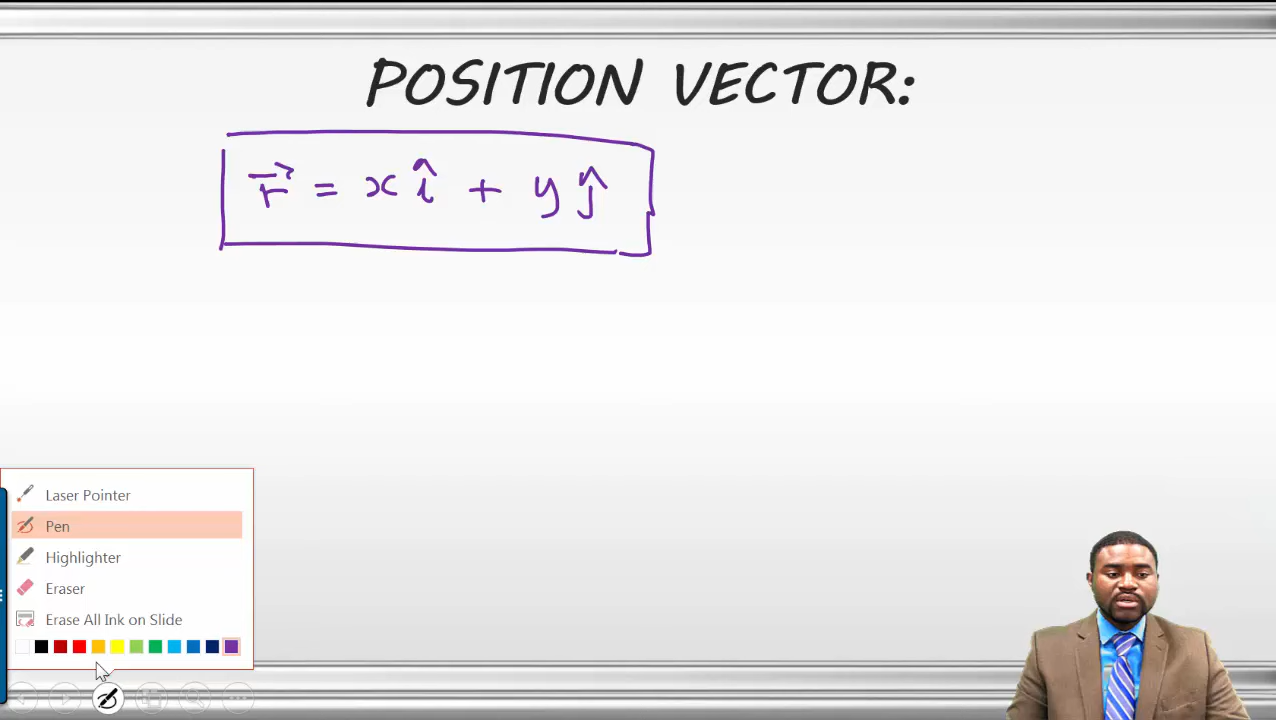 POSITION VECTOR:
r⃗ = x î + y ĵ
Laser Pointer
Pen
Highlighter
Eraser
Erase All Ink on Slide